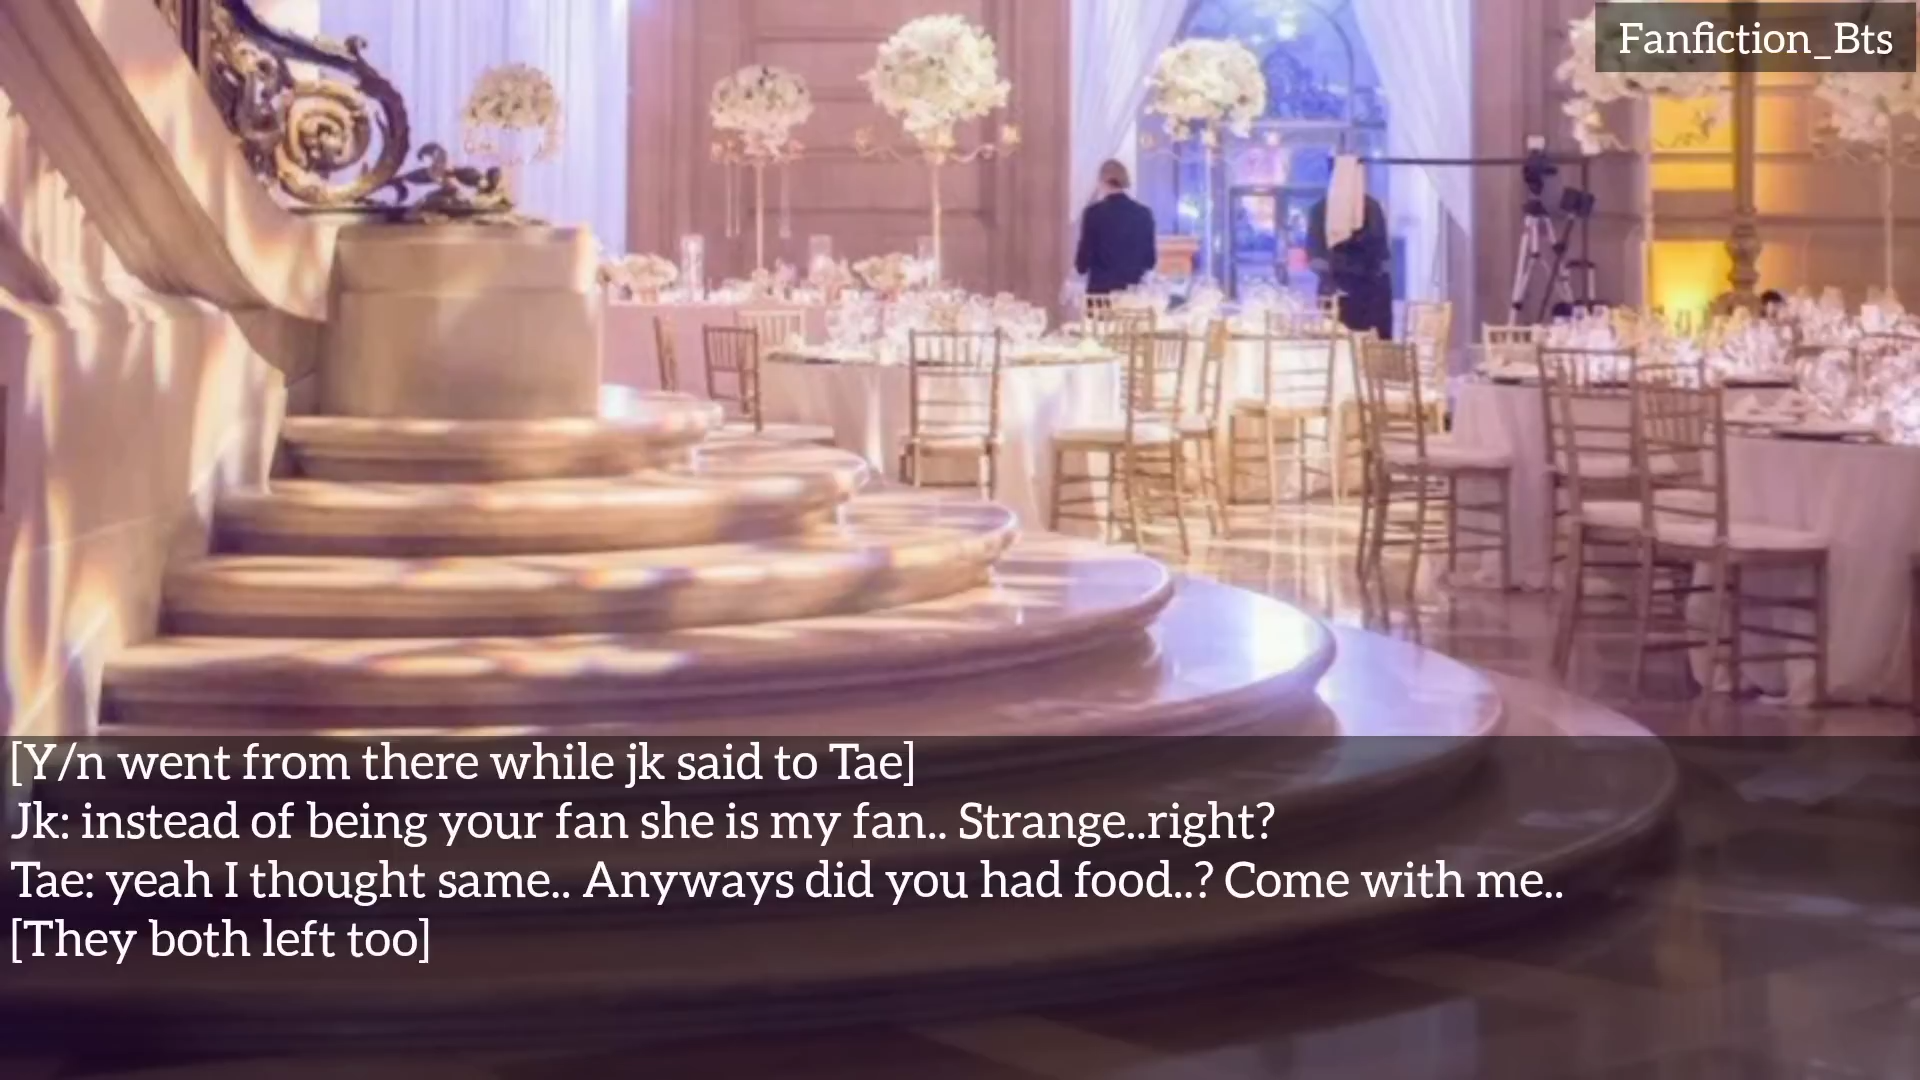 Fanfiction_Bts
[Y/n went from there while jk said to Tae]
Jk: instead of being your fan she is my fan.. Strange..right?
Tae: yeah I thought same.. Anyways did you had food..? Come with me..
[They both left too]